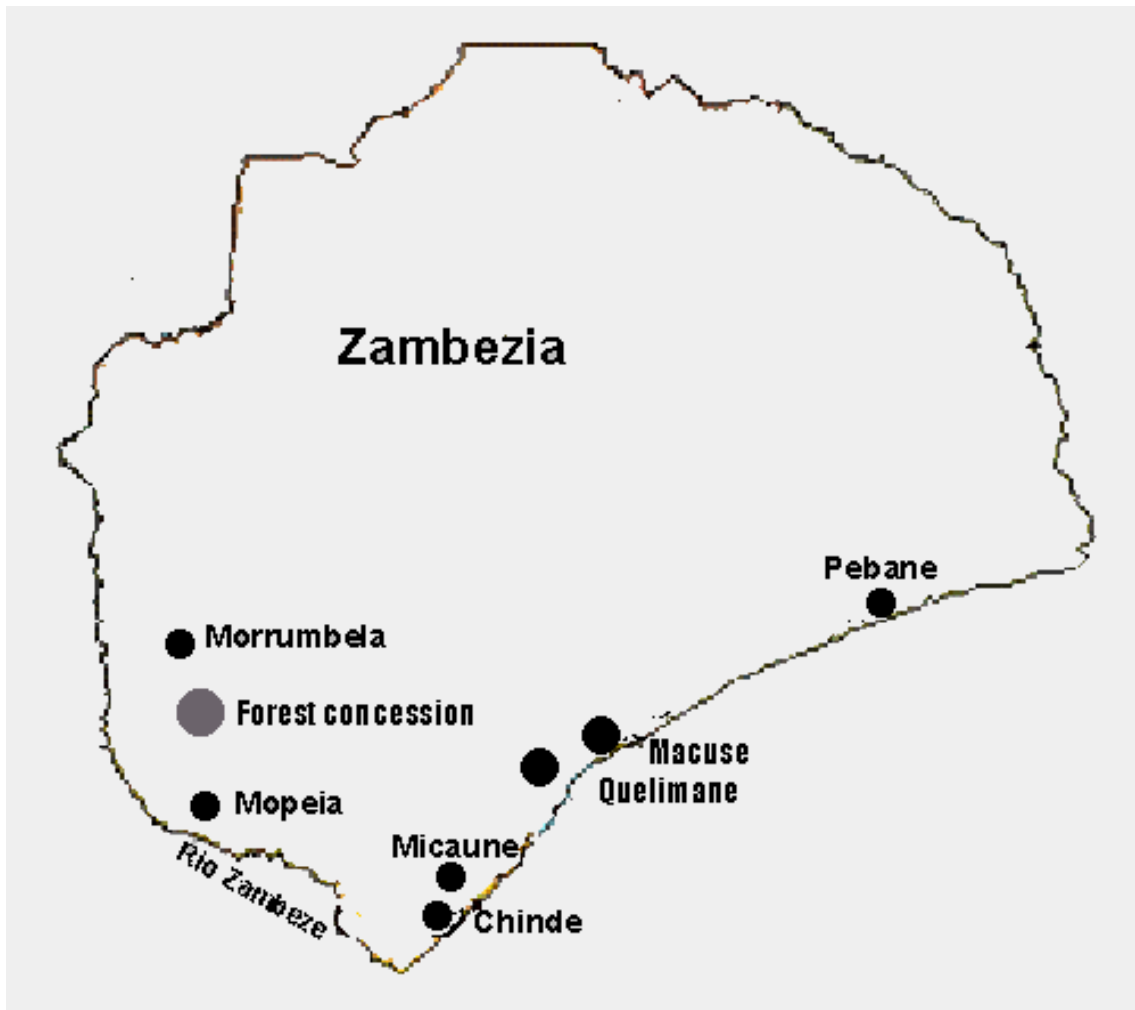 Zambezia
Pebane
Morrumbela
Forest concession
Macuse
Quelimane
Mopeia
Micaune
Rio Zambeze
Chinde